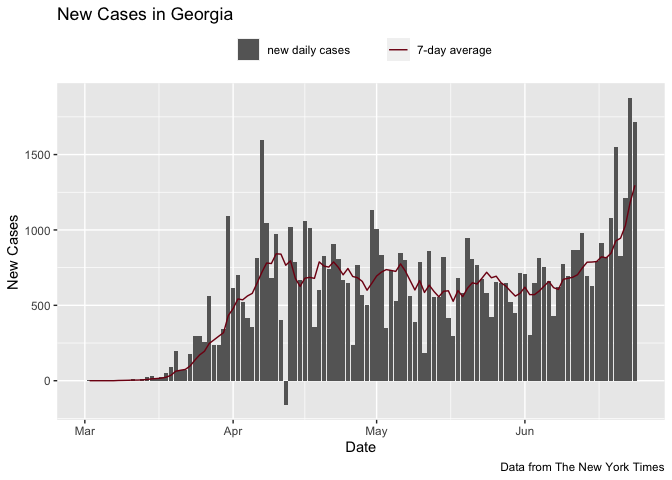 New Cases in Georgia
new daily cases
7-day average
New Cases
1500
1000
500
0
Mar
Apr
May
Jun
Date
Data from The New York Times